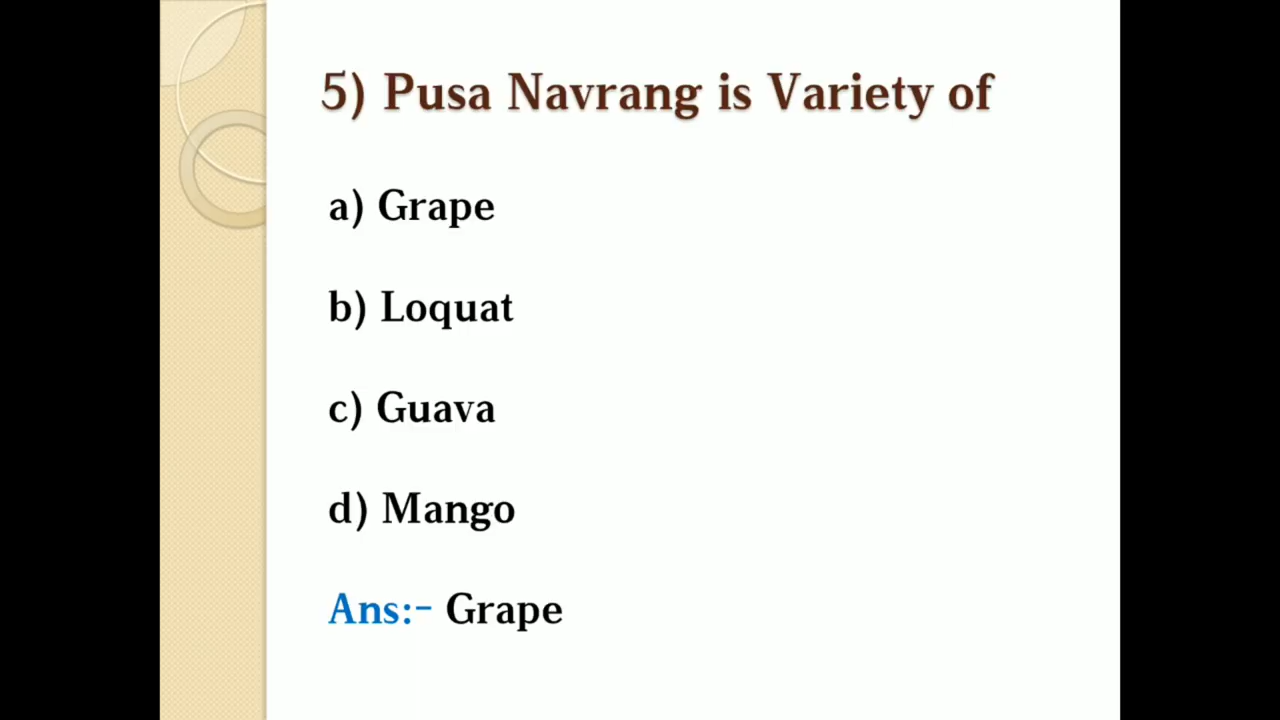 5) Pusa Navrang is Variety of
a) Grape
b) Loquat
c) Guava
d) Mango
Ans:- Grape